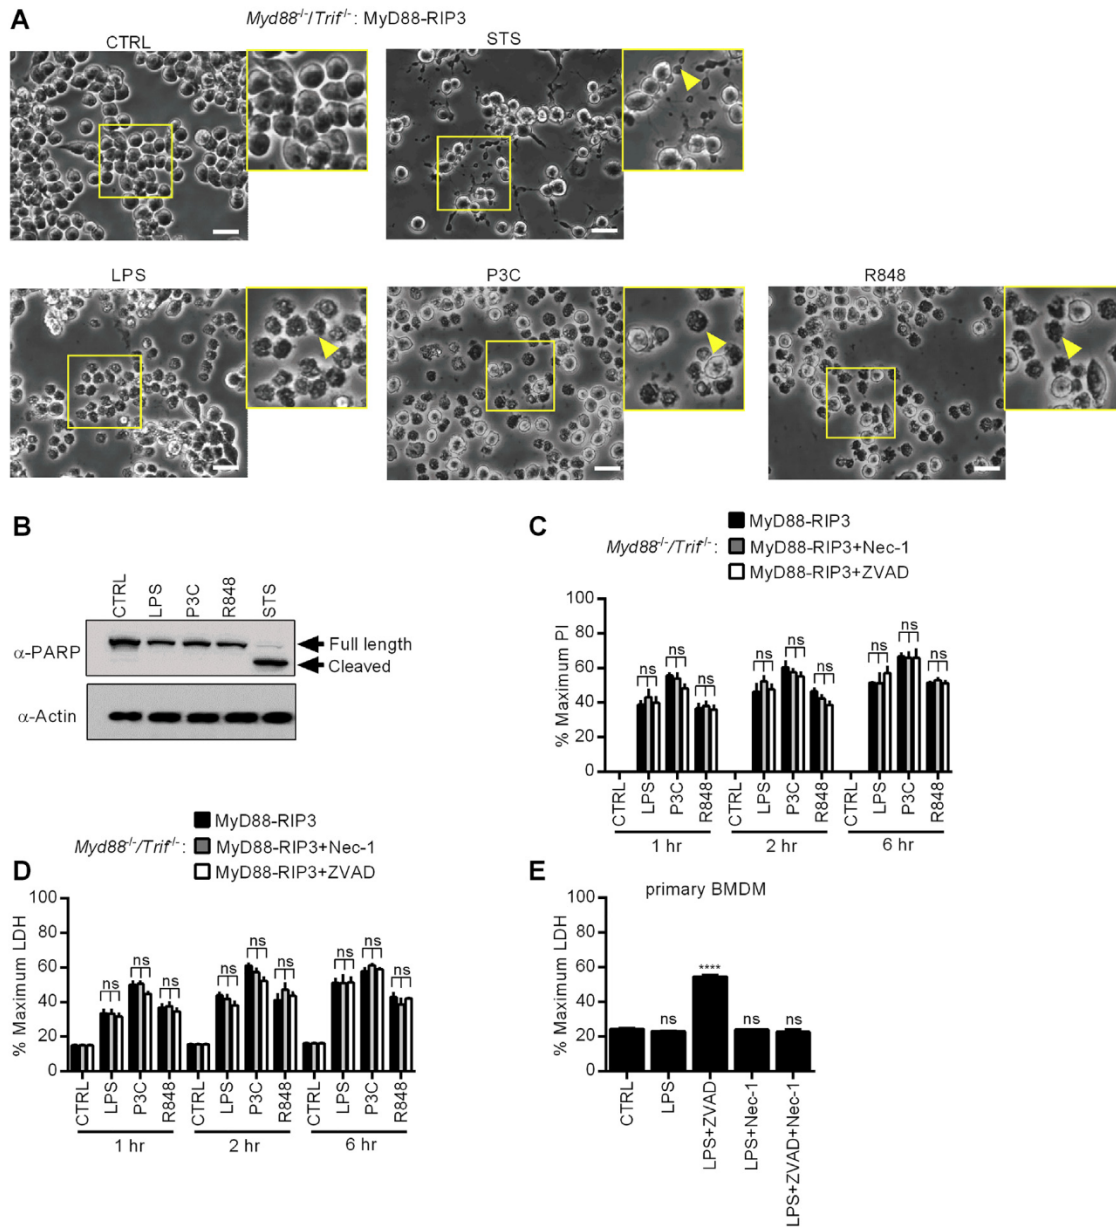 A
Myd88-/-/Trif-/-: MyD88-RIP3
CTRL
STS
LPS
P3C
R848
B
CTRL
LPS
P3C
R848
STS
α-PARP
Full length
Cleaved
α-Actin
C
Myd88-/-/Trif-/-:
MyD88-RIP3
MyD88-RIP3+Nec-1
MyD88-RIP3+ZVAD
% Maximum PI
100
80
60
40
20
0
ns ns ns ns ns ns ns ns ns
CTRL LPS P3C R848 CTRL LPS P3C R848 CTRL LPS P3C R848
1 hr 2 hr 6 hr
D
Myd88-/-/Trif-/-:
MyD88-RIP3
MyD88-RIP3+Nec-1
MyD88-RIP3+ZVAD
% Maximum LDH
100
80
60
40
20
0
ns ns ns ns ns ns ns ns ns
CTRL LPS P3C R848 CTRL LPS P3C R848 CTRL LPS P3C R848
1 hr 2 hr 6 hr
E
primary BMDM
% Maximum LDH
100
80
60
40
20
0
ns **** ns ns
CTRL
LPS
LPS+ZVAD
LPS+Nec-1
LPS+ZVAD+Nec-1